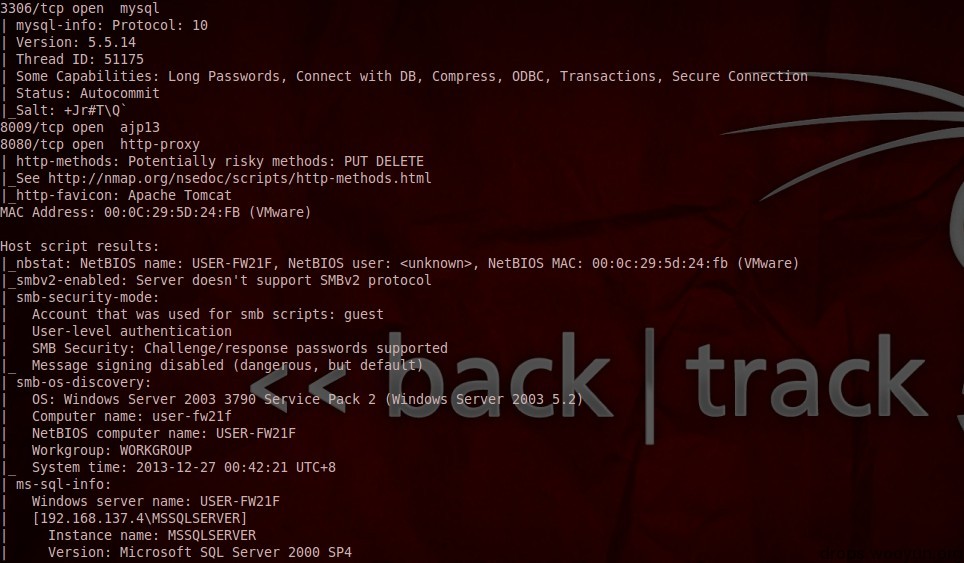 3306/tcp open  mysql
| mysql-info: Protocol: 10
| Version: 5.5.14
| Thread ID: 51175
| Some Capabilities: Long Passwords, Connect with DB, Compress, ODBC, Transactions, Secure Connection
| Status: Autocommit
|_Salt: +Jr#T\Q`
8009/tcp open  ajp13
8080/tcp open  http-proxy
| http-methods: Potentially risky methods: PUT DELETE
|_See http://nmap.org/nsedoc/scripts/http-methods.html
|_http-favicon: Apache Tomcat
MAC Address: 00:0C:29:5D:24:FB (VMware)

Host script results:
|_nbstat: NetBIOS name: USER-FW21F, NetBIOS user: <unknown>, NetBIOS MAC: 00:0c:29:5d:24:fb (VMware)
|_smbv2-enabled: Server doesn't support SMBv2 protocol
| smb-security-mode:
|   Account that was used for smb scripts: guest
|   User-level authentication
|   SMB Security: Challenge/response passwords supported
|_  Message signing disabled (dangerous, but default)
| smb-os-discovery:
|   OS: Windows Server 2003 3790 Service Pack 2 (Windows Server 2003 5.2)
|   Computer name: user-fw21f
|   NetBIOS computer name: USER-FW21F
|   Workgroup: WORKGROUP
|_  System time: 2013-12-27 00:42:21 UTC+8
| ms-sql-info:
|   Windows server name: USER-FW21F
|   [192.168.137.4\MSSQLSERVER]
|     Instance name: MSSQLSERVER
|     Version: Microsoft SQL Server 2000 SP4
<< back | track